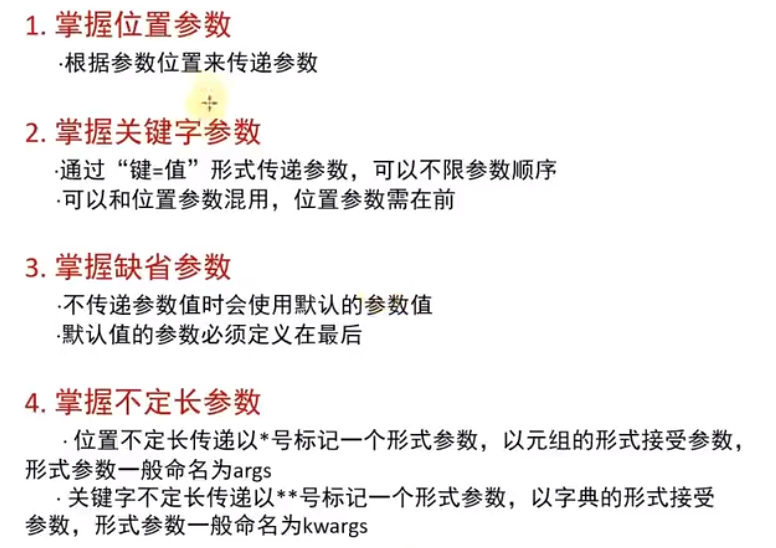 1. 掌握位置参数
·根据参数位置来传递参数
2. 掌握关键字参数
·通过“键=值”形式传递参数，可以不限参数顺序
·可以和位置参数混用，位置参数需在前
3. 掌握缺省参数
·不传递参数值时会使用默认的参数值
·默认值的参数必须定义在最后
4. 掌握不定长参数
·位置不定长传递以*号标记一个形式参数，以元组的形式接受参数，
形式参数一般命名为args
·关键字不定长传递以**号标记一个形式参数，以字典的形式接受
参数，形式参数一般命名为kwargs